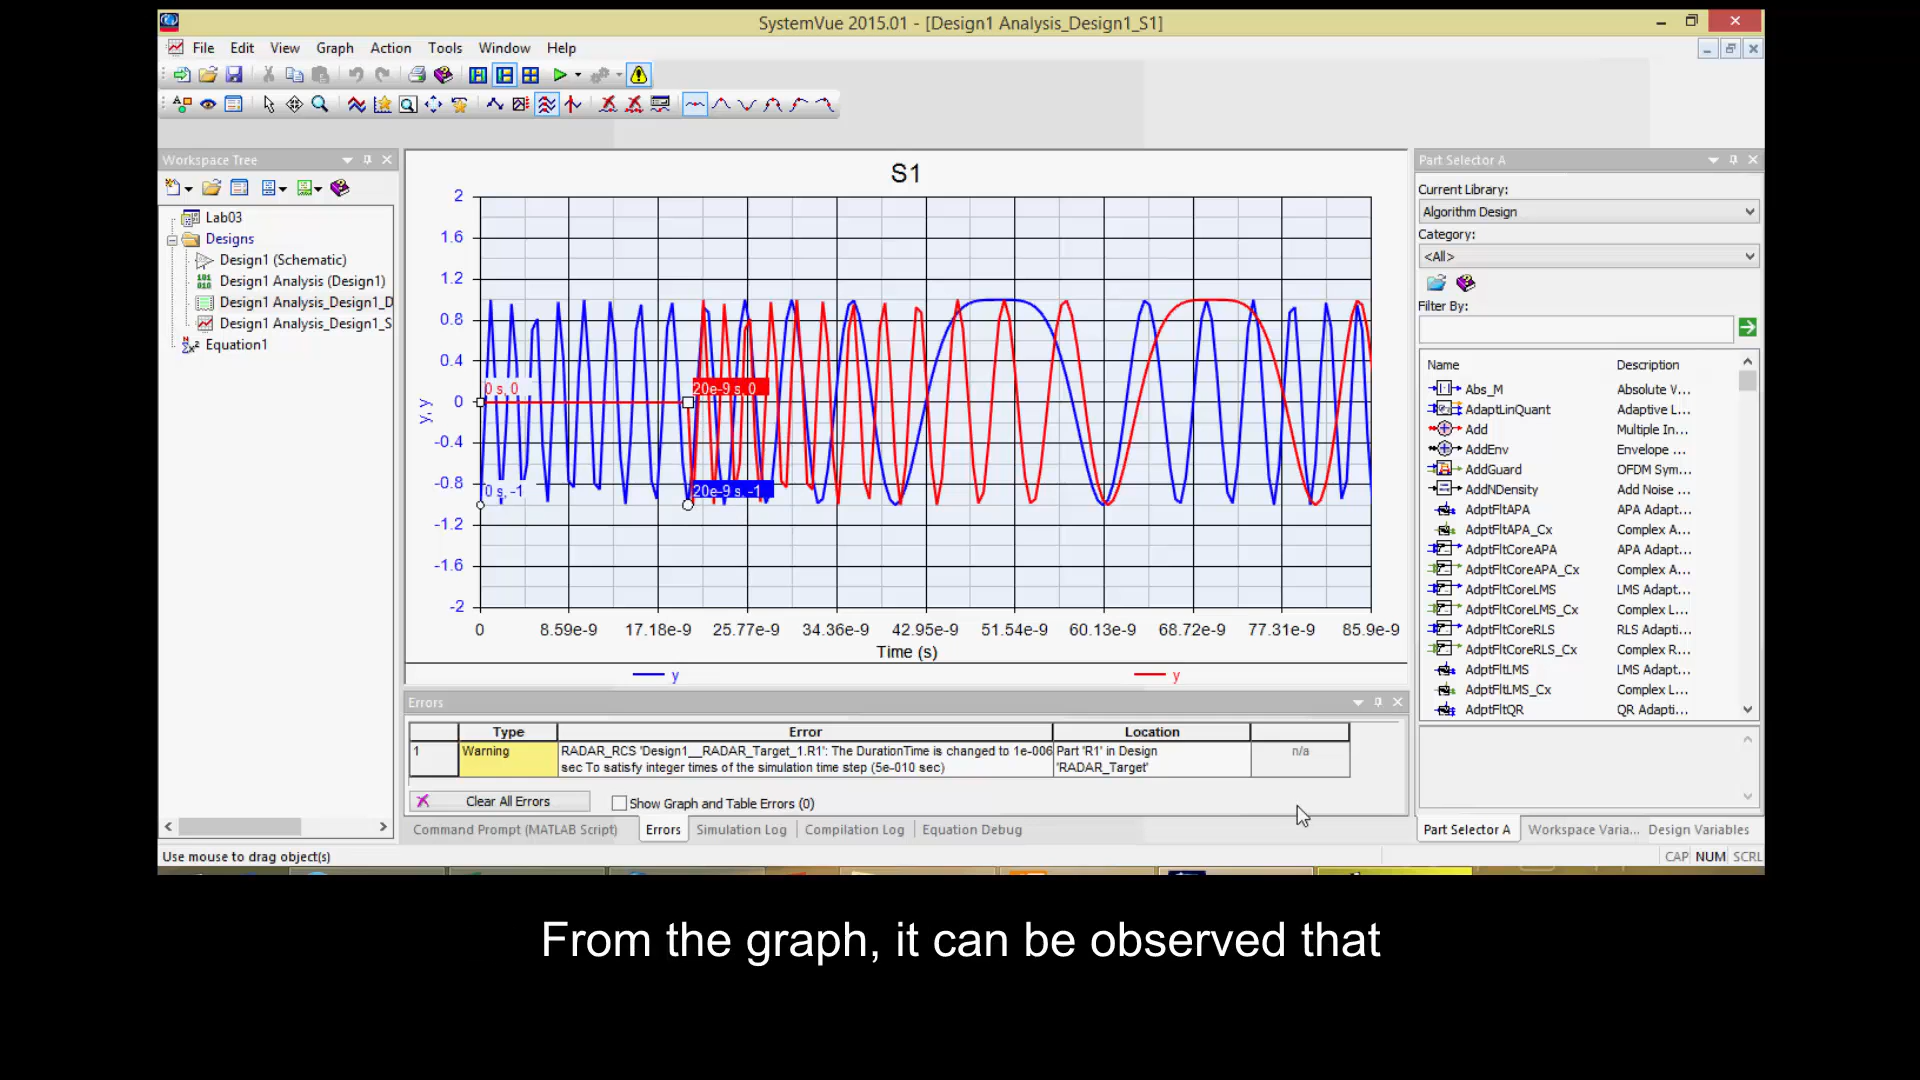 SystemVue 2015.01 - [Design1 Analysis_Design1_S1]
File Edit View Graph Action Tools Window Help
Workspace Tree
Lab03
Designs
Design1 (Schematic)
Design1 Analysis (Design1)
Design1 Analysis_Design1_D
Design1 Analysis_Design1_S
Equation1
S1
2
1.6
1.2
0.8
0.4
0
-0.4
-0.8
-1.2
-1.6
-2
y, y
0 s, 0
20e-9 s, 0
0 s, -1
20e-9 s, -1
0 8.59e-9 17.18e-9 25.77e-9 34.36e-9 42.95e-9 51.54e-9 60.13e-9 68.72e-9 77.31e-9 85.9e-9
Time (s)
y y
Errors
Type Error Location
1 Warning RADAR_RCS 'Design1__RADAR_Target_1.R1': The DurationTime is changed to 1e-006 Part 'R1' in Design n/a
sec To satisfy integer times of the simulation time step (5e-010 sec) 'RADAR_Target'
Clear All Errors Show Graph and Table Errors (0)
Command Prompt (MATLAB Script) Errors Simulation Log Compilation Log Equation Debug
Part Selector A
Current Library:
Algorithm Design
Category:
<All>
Filter By:
Name Description
Abs_M Absolute V...
AdaptLinQuant Adaptive L...
Add Multiple In...
AddEnv Envelope ...
AddGuard OFDM Sym...
AddNDensity Add Noise ...
AdptFltAPA APA Adapt...
AdptFltAPA_Cx Complex A...
AdptFltCoreAPA APA Adapt...
AdptFltCoreAPA_Cx Complex A...
AdptFltCoreLMS LMS Adapt...
AdptFltCoreLMS_Cx Complex L...
AdptFltCoreRLS RLS Adapti...
AdptFltCoreRLS_Cx Complex R...
AdptFltLMS LMS Adapt...
AdptFltLMS_Cx Complex L...
AdptFltQR QR Adapti...
Part Selector A Workspace Varia... Design Variables
Use mouse to drag object(s) CAP NUM SCRL
From the graph, it can be observed that